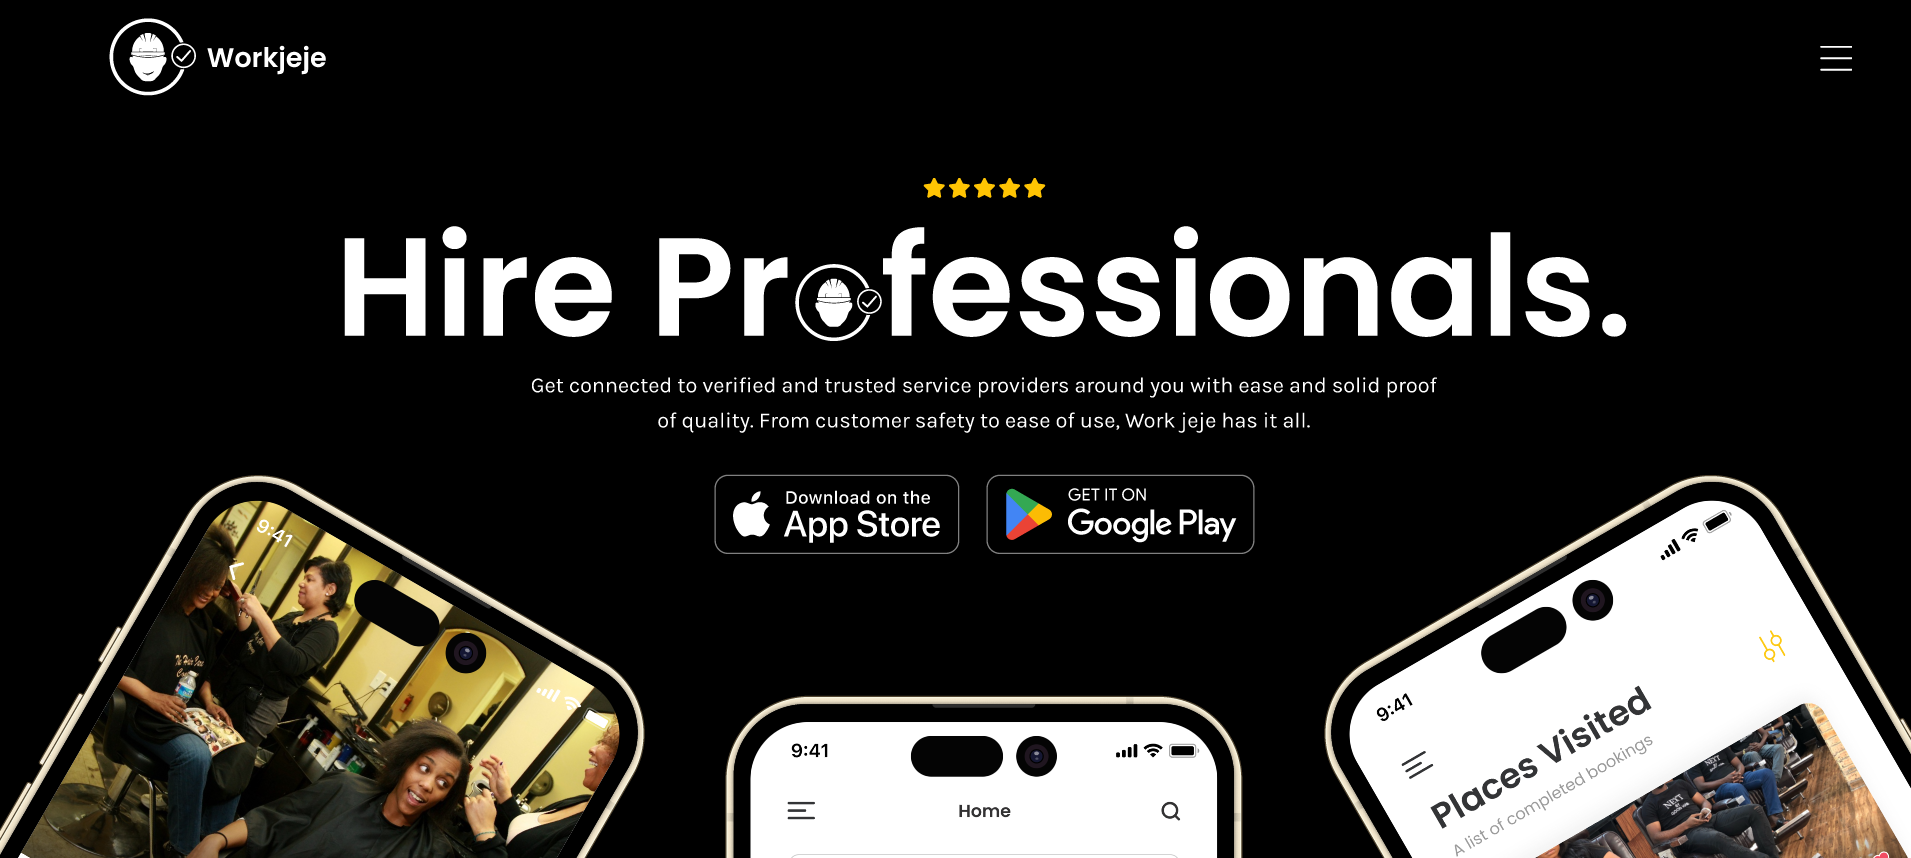 Workjeje
Hire Professionals.
Get connected to verified and trusted service providers around you with ease and solid proof
of quality. From customer safety to ease of use, Work jeje has it all.
Download on the
App Store
GET IT ON
Google Play
9:41
9:41
Home
9:41
Places Visited
A list of completed bookings
NEXT
NEXT